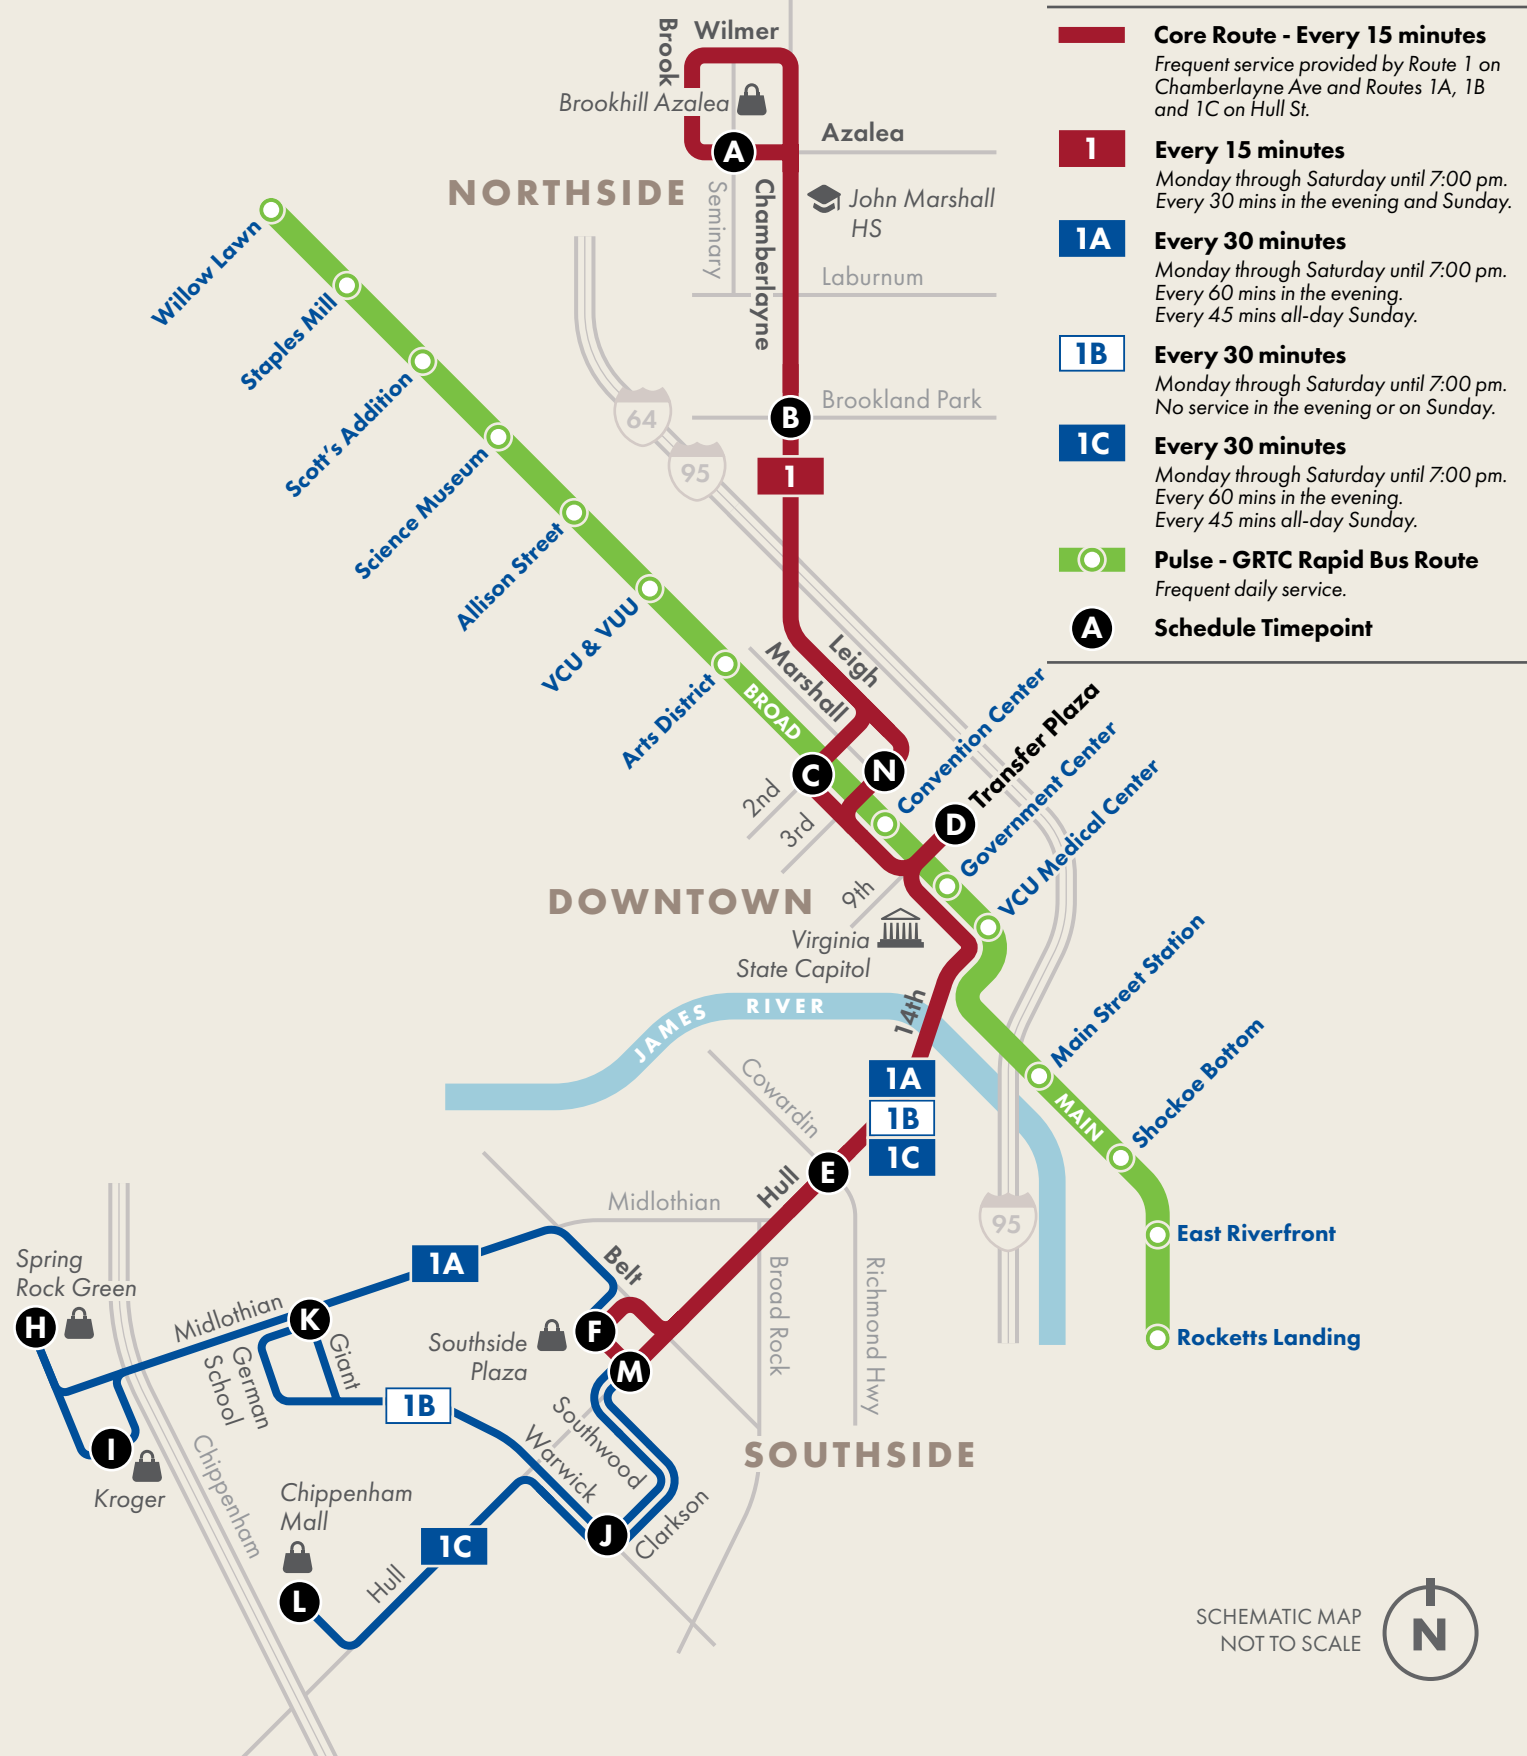 Core Route - Every 15 minutes
Frequent service provided by Route 1 on
Chamberlayne Ave and Routes 1A, 1B
and 1C on Hull St.
1
Every 15 minutes
Monday through Saturday until 7:00 pm.
Every 30 mins in the evening and Sunday.
1A
Every 30 minutes
Monday through Saturday until 7:00 pm.
Every 60 mins in the evening.
Every 45 mins all-day Sunday.
1B
Every 30 minutes
Monday through Saturday until 7:00 pm.
No service in the evening or on Sunday.
1C
Every 30 minutes
Monday through Saturday until 7:00 pm.
Every 60 mins in the evening.
Every 45 mins all-day Sunday.
Pulse - GRTC Rapid Bus Route
Frequent daily service.
A
Schedule Timepoint
Wilmer
Brook
Brookhill Azalea
A
Azalea
NORTHSIDE
Seminary
Chamberlayne
John Marshall
HS
Laburnum
Brookland Park
B
64
95
1
Willow Lawn
Staples Mill
Scott's Addition
Science Museum
Allison Street
VCU & VUU
Arts District
BROAD
Marshall
Leigh
C
N
Convention Center
D
Transfer Plaza
Government Center
VCU Medical Center
2nd
3rd
9th
DOWNTOWN
Virginia
State Capitol
14th
JAMES RIVER
Main Street Station
MAIN
Shockoe Bottom
East Riverfront
Rocketts Landing
95
1A
1B
1C
Cowardin
E
Hull
Midlothian
Belt
Broad Rock
Richmond Hwy
1A
Spring
Rock Green
H
Midlothian
K
Giant
German
School
F
Southside
Plaza
M
1B
Southwood
Warwick
I
Kroger
Chippenham
SOUTHSIDE
Chippenham
Mall
J
Clarkson
1C
Hull
L
SCHEMATIC MAP
NOT TO SCALE
N